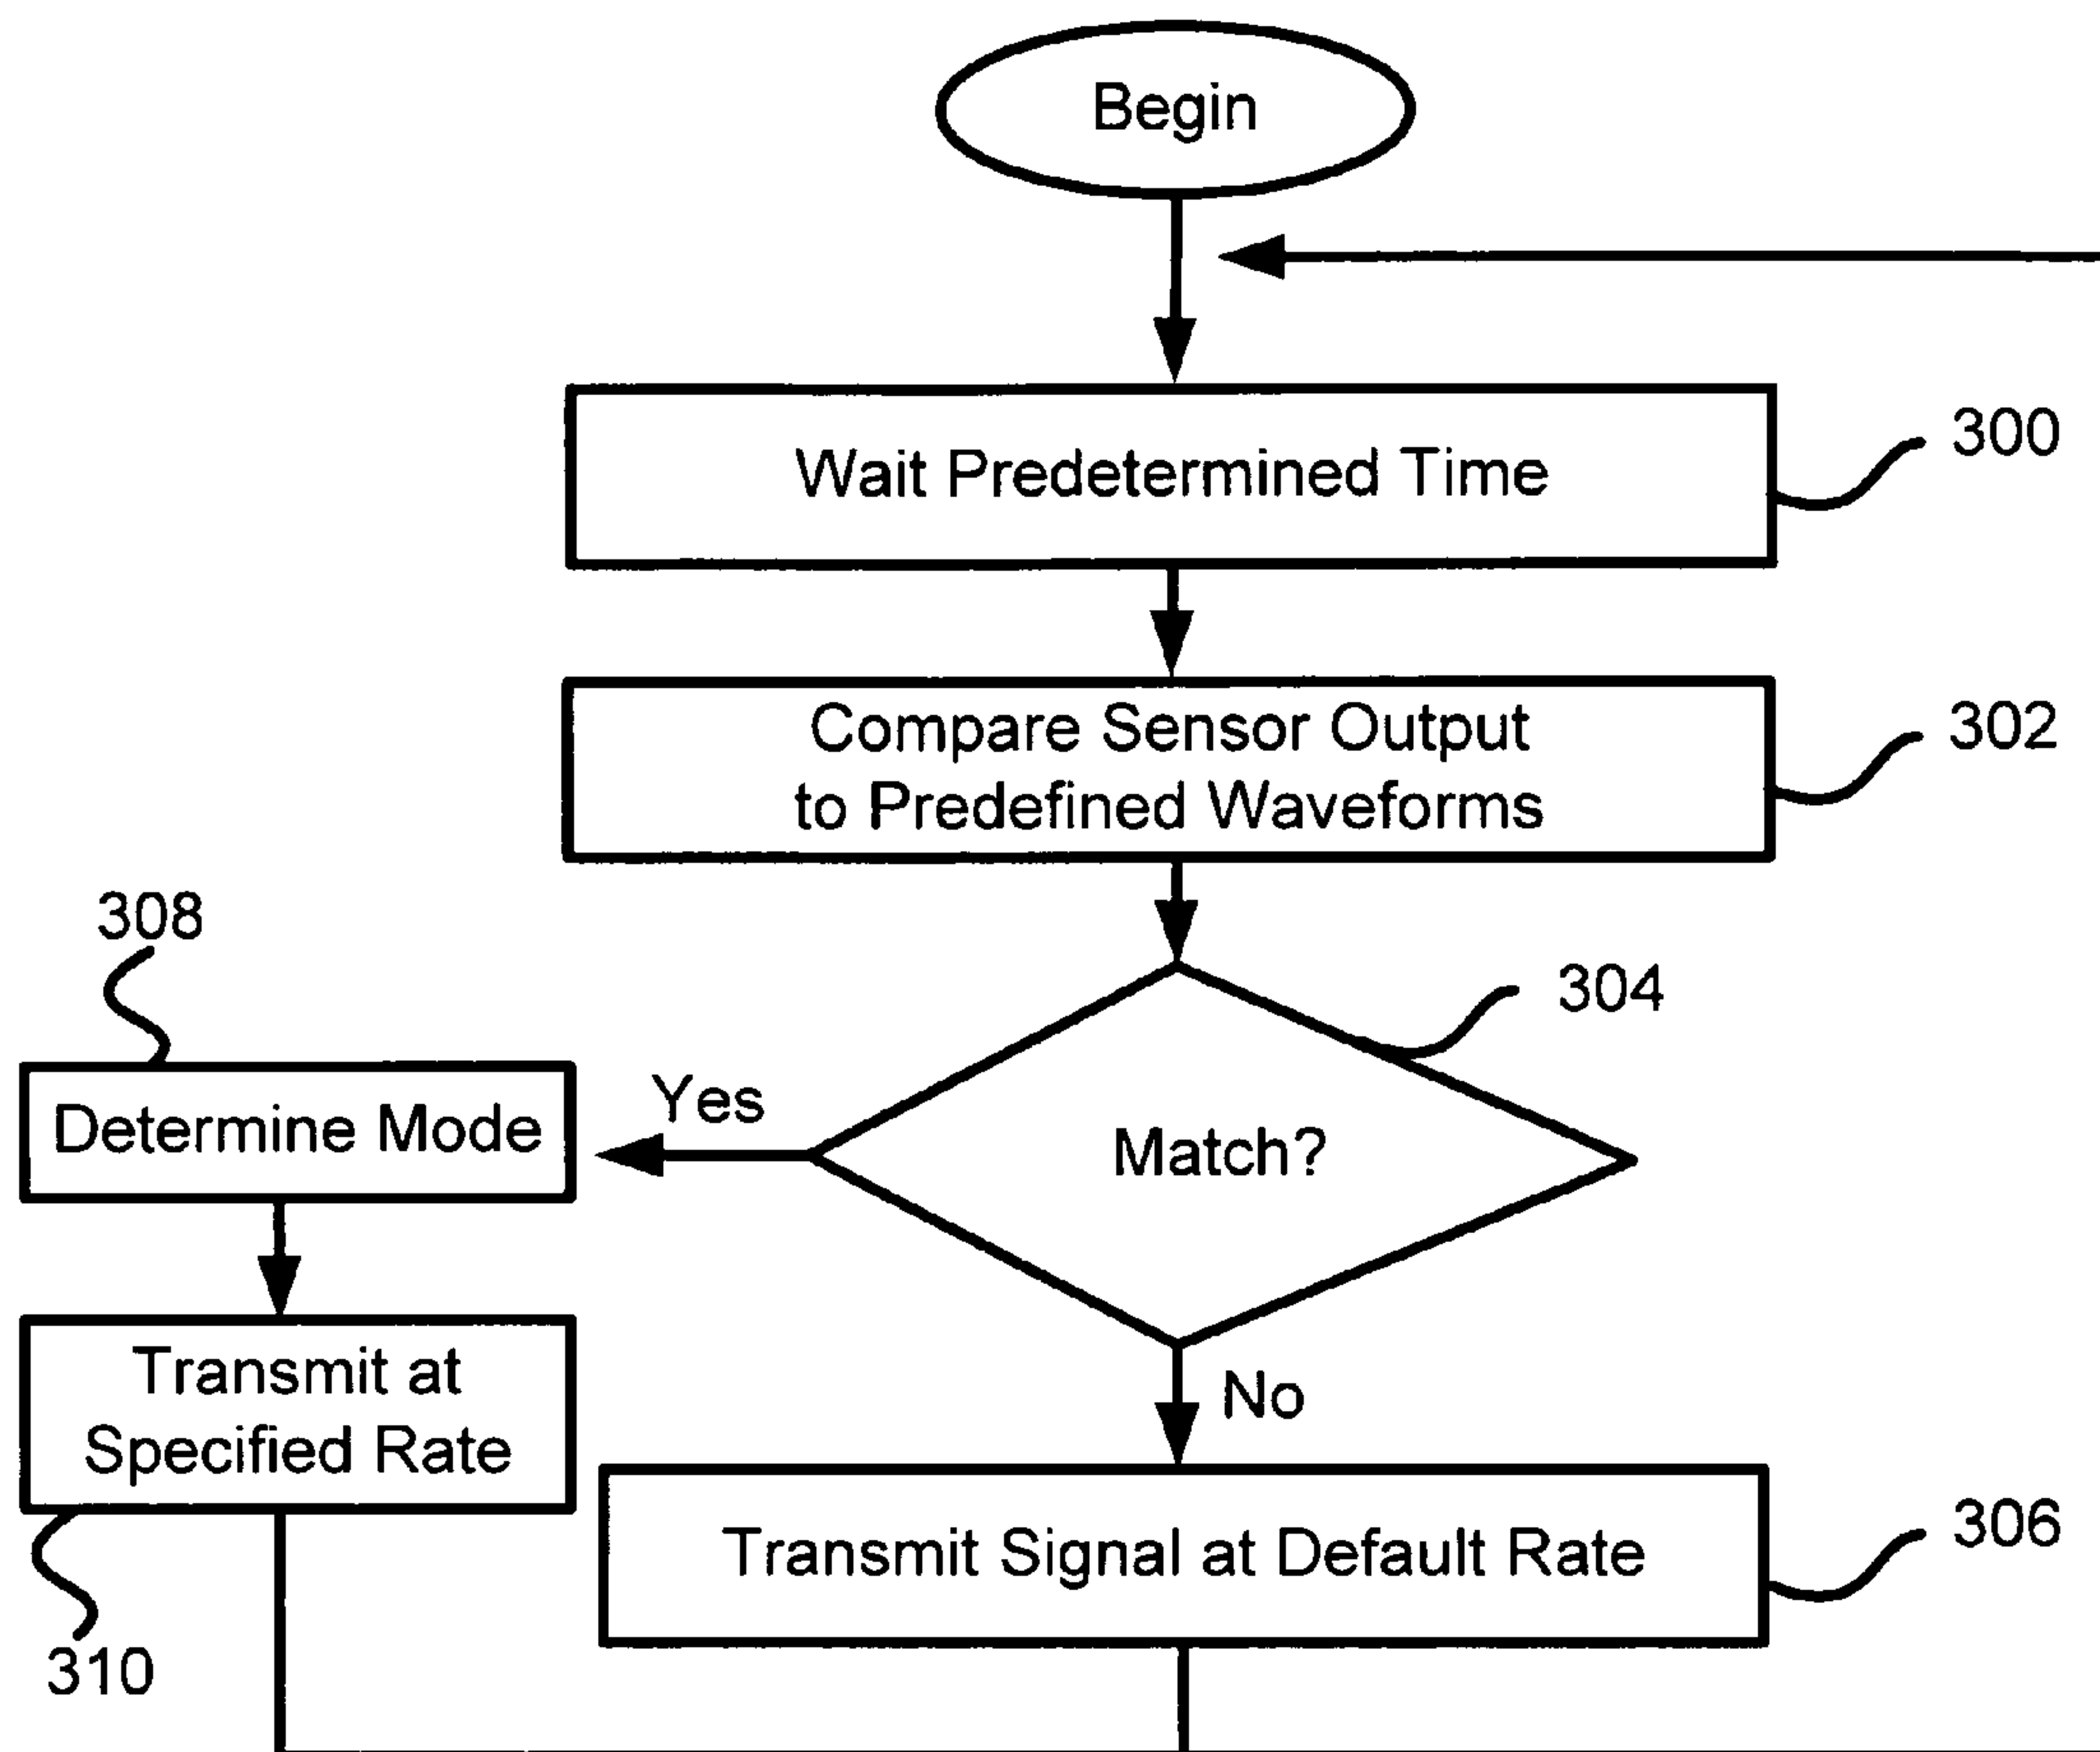 Begin
Wait Predetermined Time
300
Compare Sensor Output
to Predefined Waveforms
302
308
304
Determine Mode
Yes
Match?
Transmit at
Specified Rate
No
Transmit Signal at Default Rate
306
310